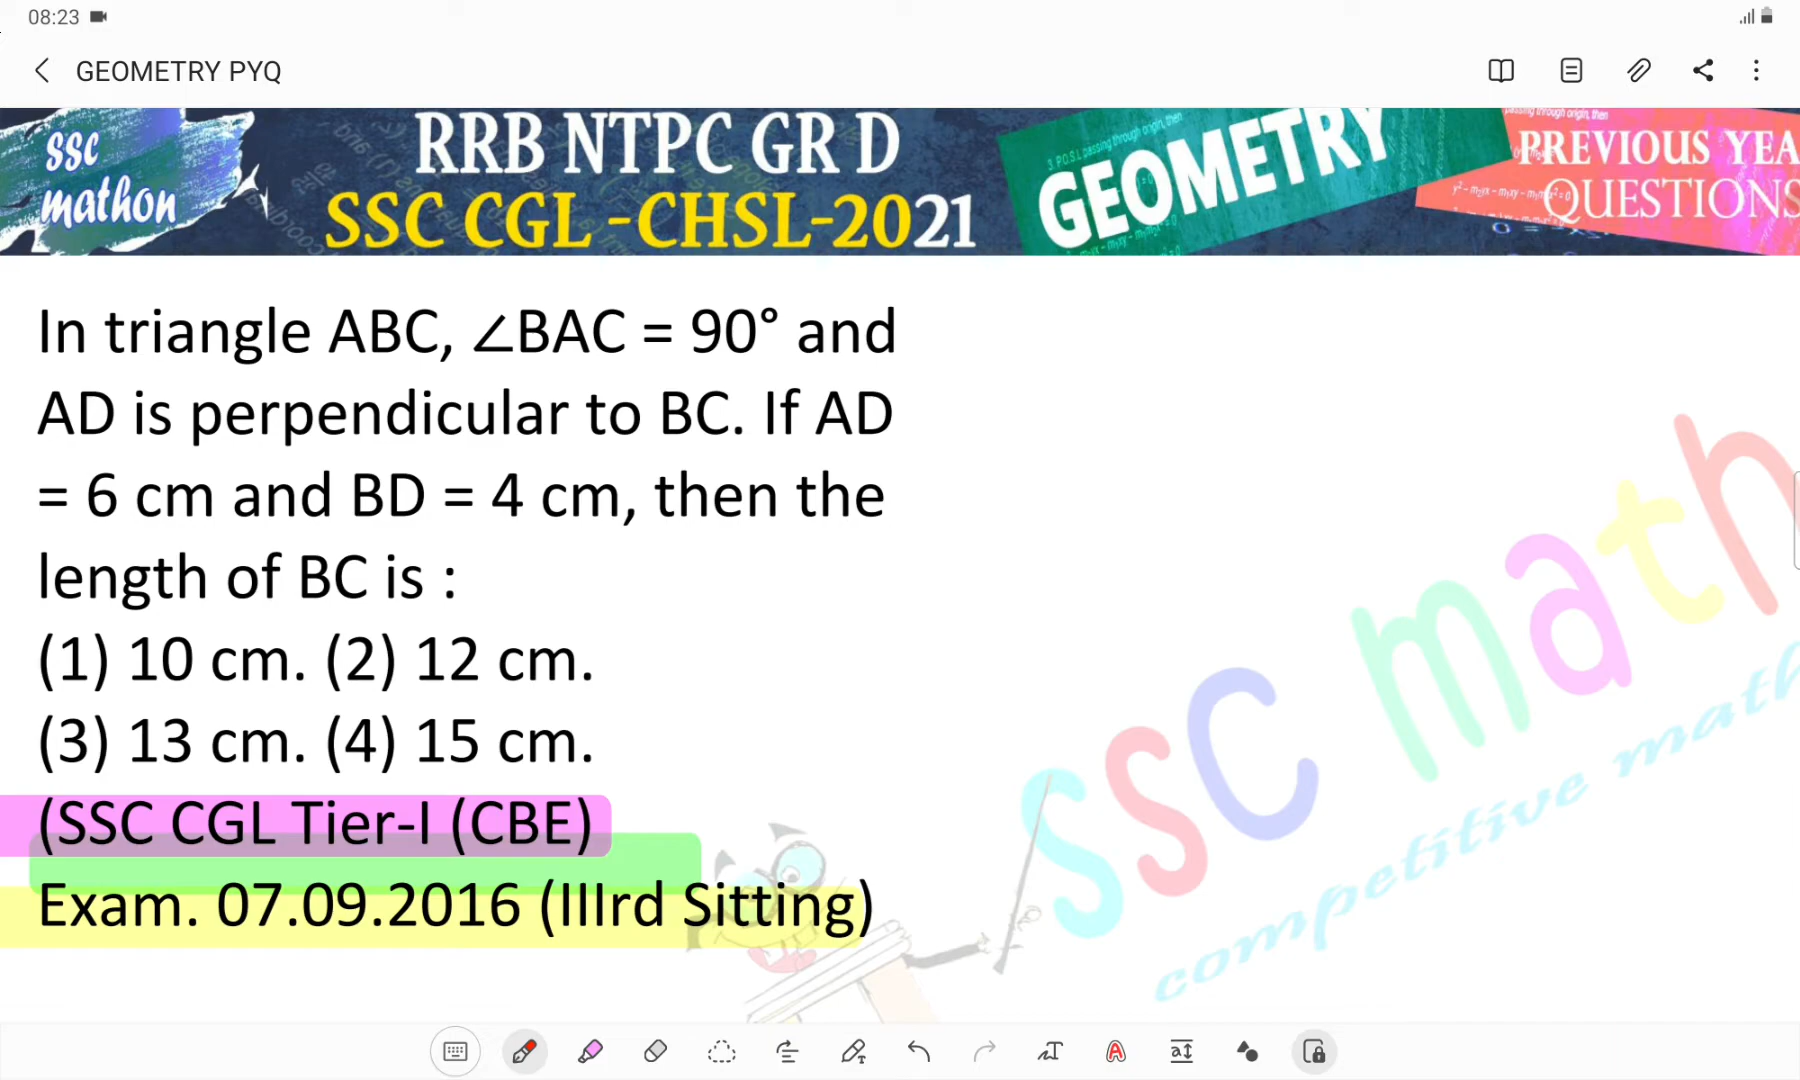 08:23
GEOMETRY PYQ
SSC
mathon
RRB NTPC GR D
SSC CGL -CHSL-2021
GEOMETRY
PREVIOUS YEA
QUESTIONS
In triangle ABC, ∠BAC = 90° and
AD is perpendicular to BC. If AD
= 6 cm and BD = 4 cm, then the
length of BC is :
(1) 10 cm. (2) 12 cm.
(3) 13 cm. (4) 15 cm.
(SSC CGL Tier-I (CBE)
Exam. 07.09.2016 (IIIrd Sitting)
SSC math
competitive math